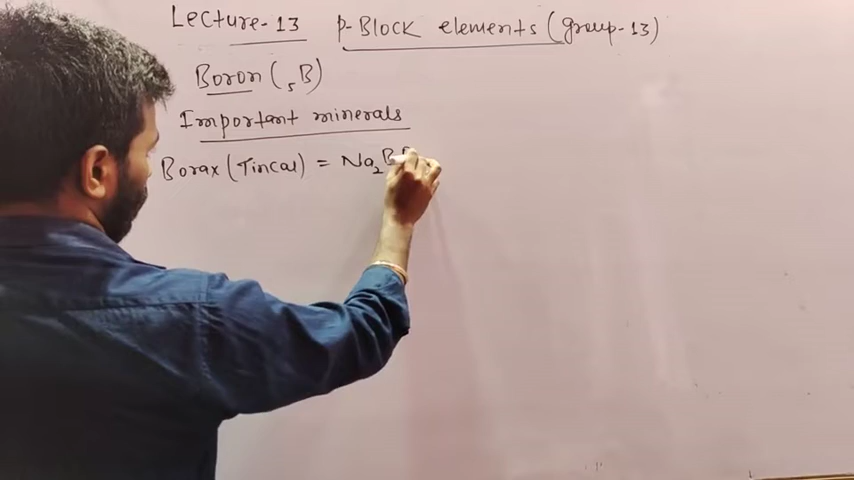 Lecture-13 P-Block elements (group-13)
Boron (₅B)
Important minerals
Borax (Tincal) = Na₂B